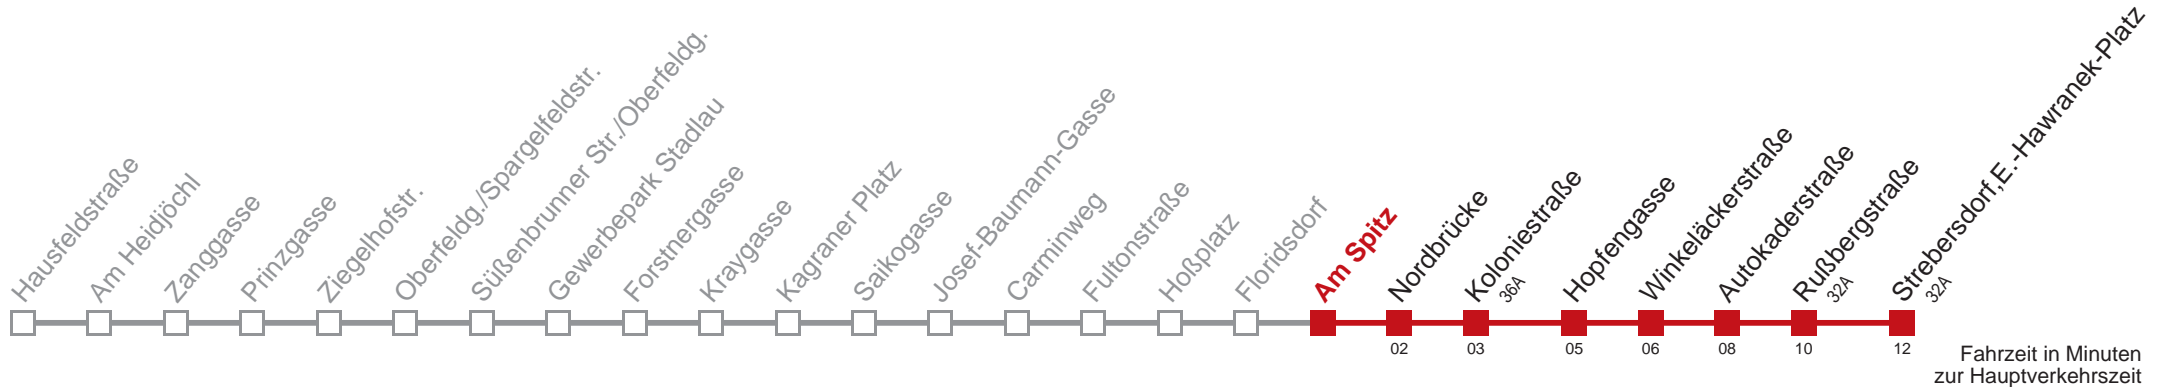 Hausfeldstraße
Am Heidjöchl
Zanggasse
Prinzgasse
Ziegelhofstr.
Oberfeldg./Spargelfeldstr.
Süßenbrunner Str./Oberfeldg.
Gewerbepark Stadlau
Forstnergasse
Kraygasse
Kagraner Platz
Saikogasse
Josef-Baumann-Gasse
Carminweg
Fultonstraße
Hoßplatz
Floridsdorf
Am Spitz
Nordbrücke
Koloniestraße
36A
Hopfengasse
Winkeläckerstraße
Autokaderstraße
Rußbergstraße
32A
Strebersdorf,E.-Hawranek-Platz
32A
02
03
05
06
08
10
12
Fahrzeit in Minuten
zur Hauptverkehrszeit